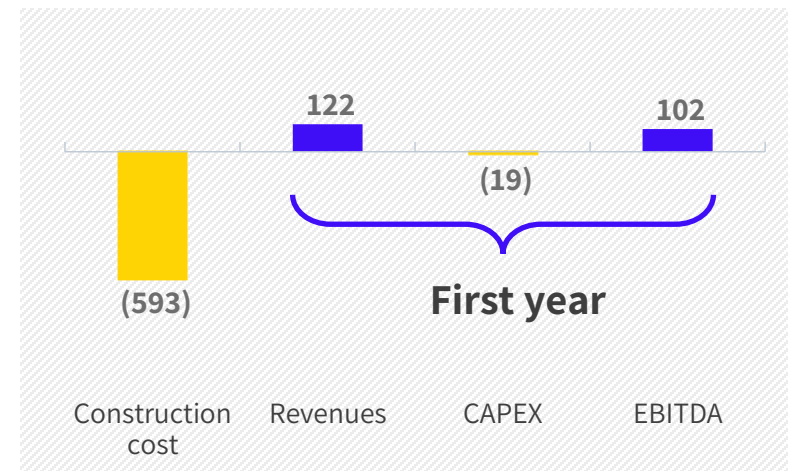 122
102
(19)
(593)
First year
Construction cost
Revenues
CAPEX
EBITDA